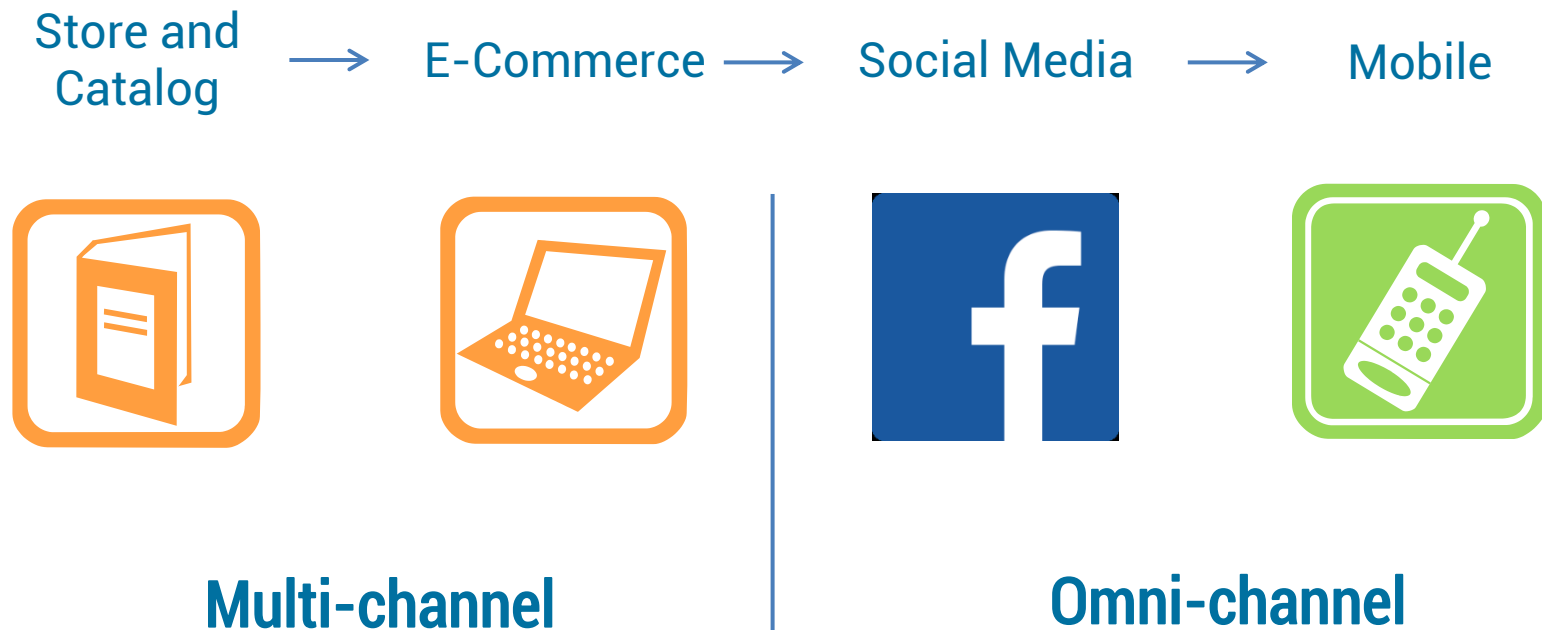 Store and
Catalog
E-Commerce
Social Media
Mobile
Multi-channel
Omni-channel